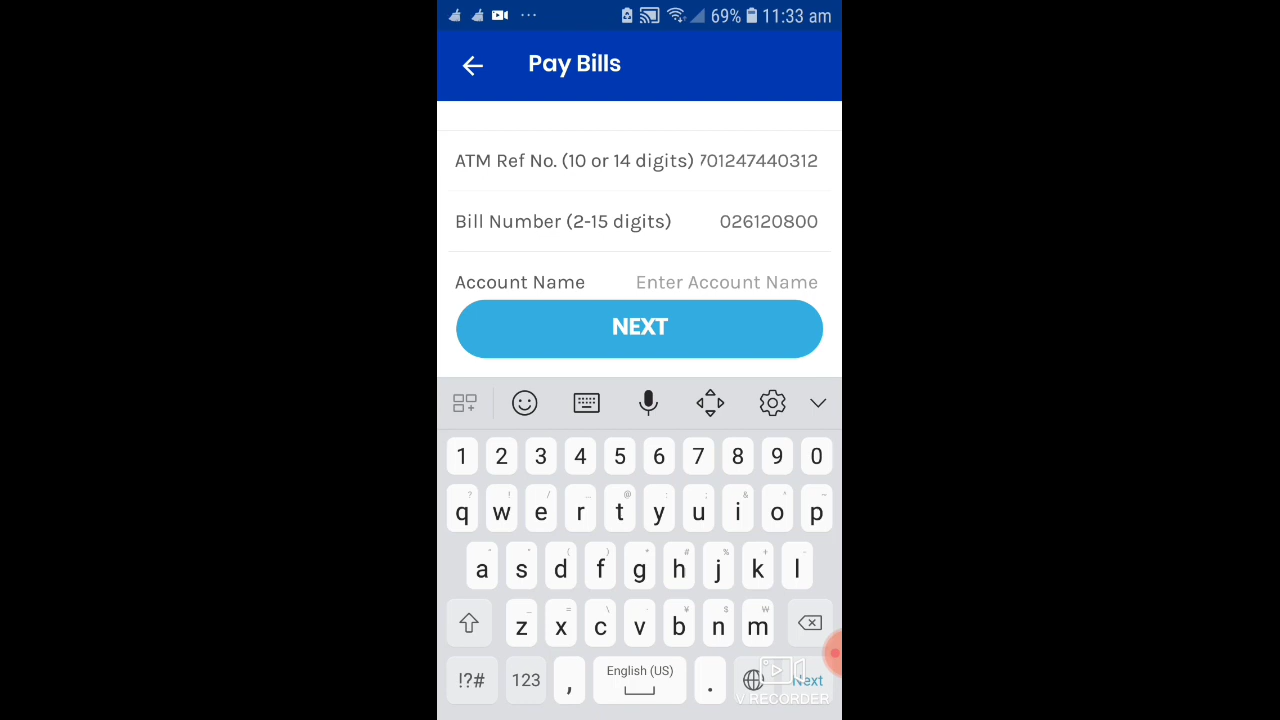 69% 11:33 am
Pay Bills
ATM Ref No. (10 or 14 digits) 701247440312
Bill Number (2-15 digits) 026120800
Account Name Enter Account Name
NEXT
1 2 3 4 5 6 7 8 9 0
q w e r t y u i o p
a s d f g h j k l
z x c v b n m
!?# 123 , English (US) . Next
V RECORDER